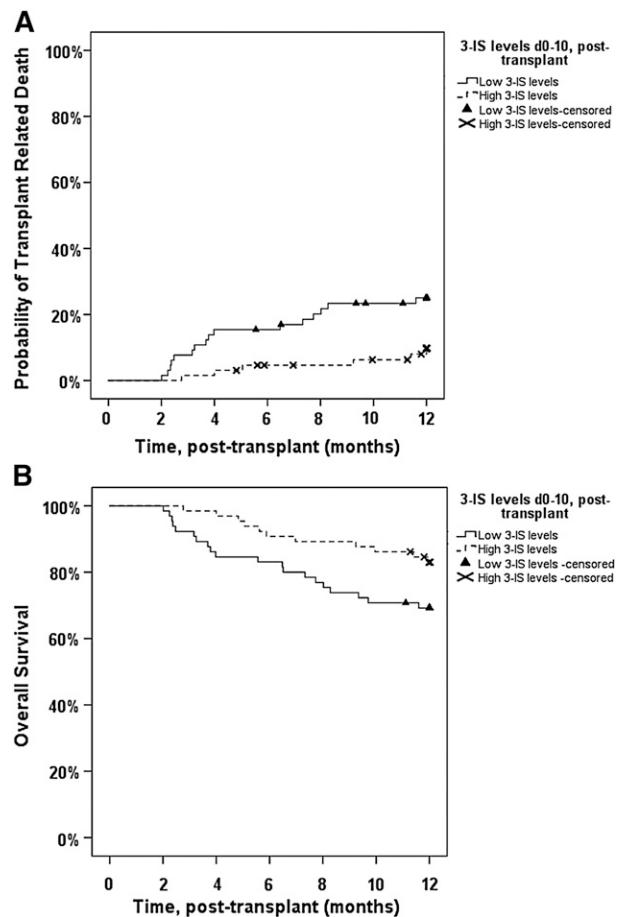 A
3-IS levels d0-10, post-
transplant
Low 3-IS levels
High 3-IS levels
Low 3-IS levels-censored
High 3-IS levels-censored
Probability of Transplant Related Death
100%
80%
60%
40%
20%
0%
0 2 4 6 8 10 12
Time, post-transplant (months)
B
3-IS levels d0-10, post-
transplant
Low 3-IS levels
High 3-IS levels
Low 3-IS levels -censored
High 3-IS levels -censored
Overall Survival
100%
80%
60%
40%
20%
0%
0 2 4 6 8 10 12
Time, post-transplant (months)